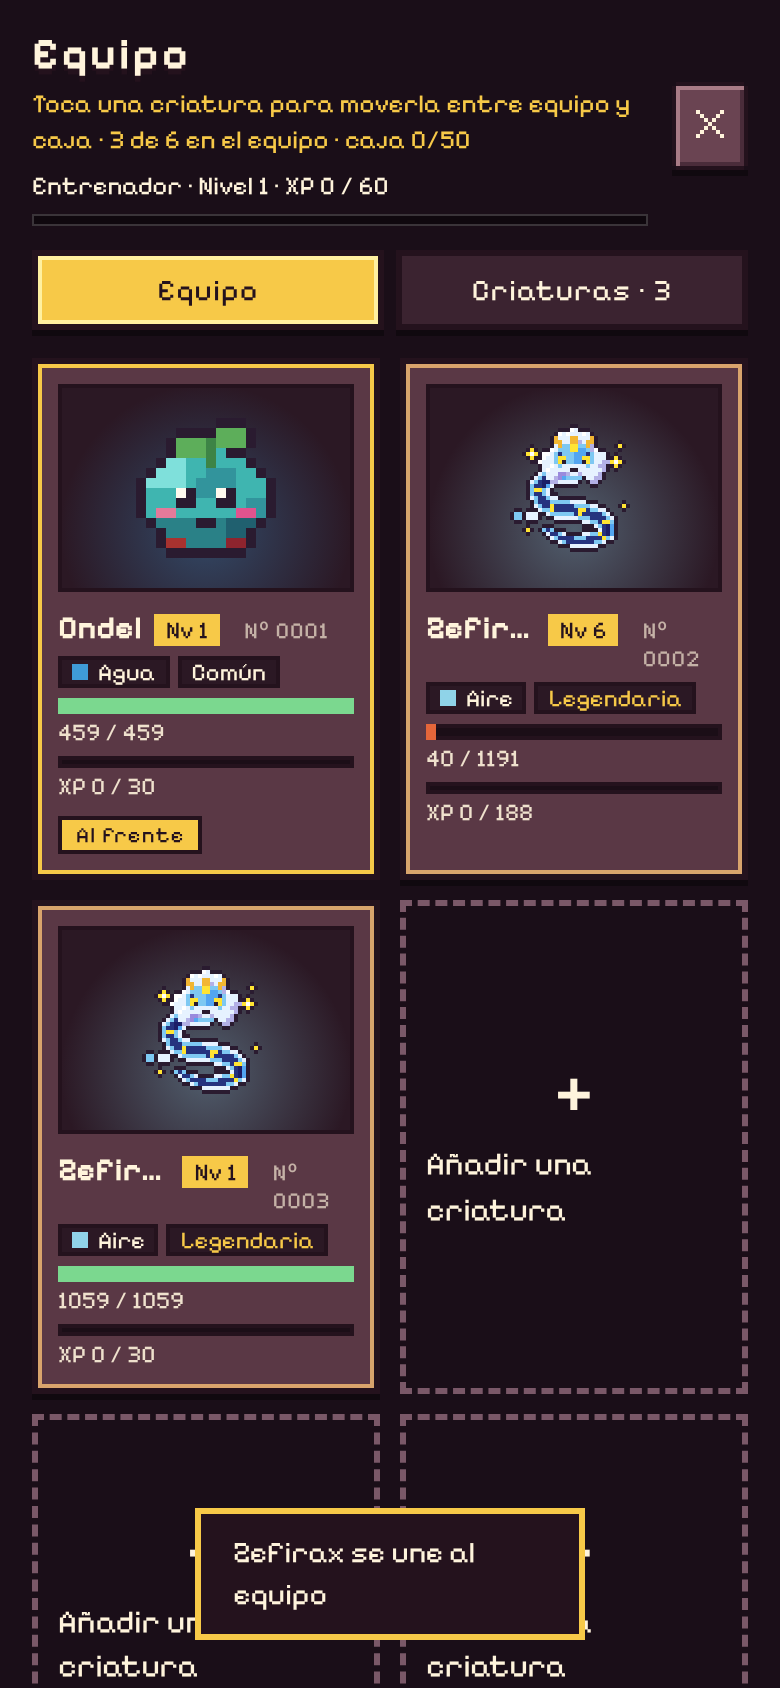 Equipo
Toca una criatura para moverla entre equipo y
caja · 3 de 6 en el equipo · caja 0/50
Entrenador · Nivel 1 · XP 0 / 60
Equipo
Criaturas · 3
Ondel Nv 1 Nº 0001
Agua Común
459 / 459
XP 0 / 30
Al frente
Zefir... Nv 6 Nº
0002
Aire Legendaria
40 / 1191
XP 0 / 188
Zefir... Nv 1 Nº
0003
Aire Legendaria
1059 / 1059
XP 0 / 30
+
Añadir una
criatura
Añadir
criatura
criatura
Zefirax se une al
equipo